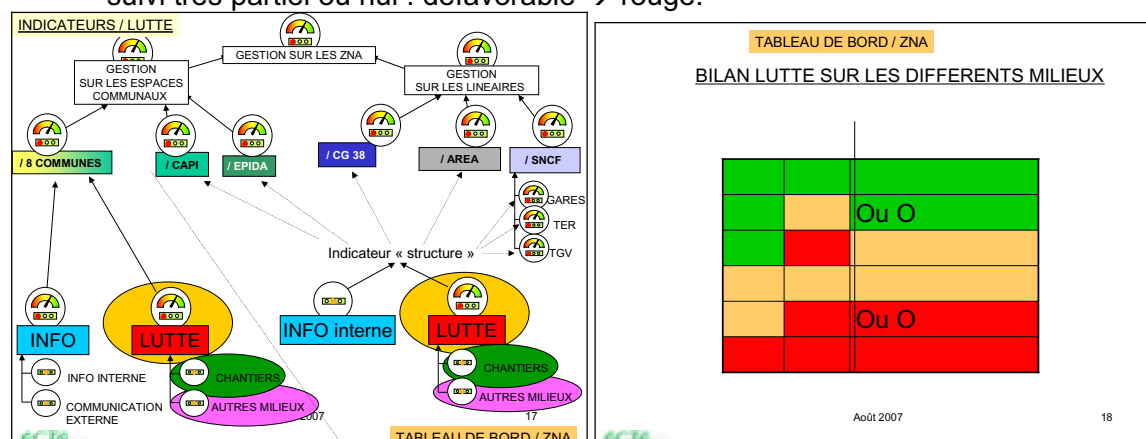 suivi très partiel ou nul : défavorable → rouge.
INDICATEURS / LUTTE
GESTION SUR LES ZNA
GESTION
SUR LES ESPACES
COMMUNAUX
GESTION
SUR LES LINEAIRES
/ 8 COMMUNES
/ CAPI
/ EPIDA
/ CG 38
/ AREA
/ SNCF
GARES
TER
TGV
Indicateur « structure »
INFO
LUTTE
INFO interne
LUTTE
INFO INTERNE
CHANTIERS
COMMUNICATION
EXTERNE
AUTRES MILIEUX
CHANTIERS
AUTRES MILIEUX
2007
17
TABLEAU DE BORD / ZNA
TABLEAU DE BORD / ZNA
BILAN LUTTE SUR LES DIFFERENTS MILIEUX
Ou O
Ou O
Août 2007
18